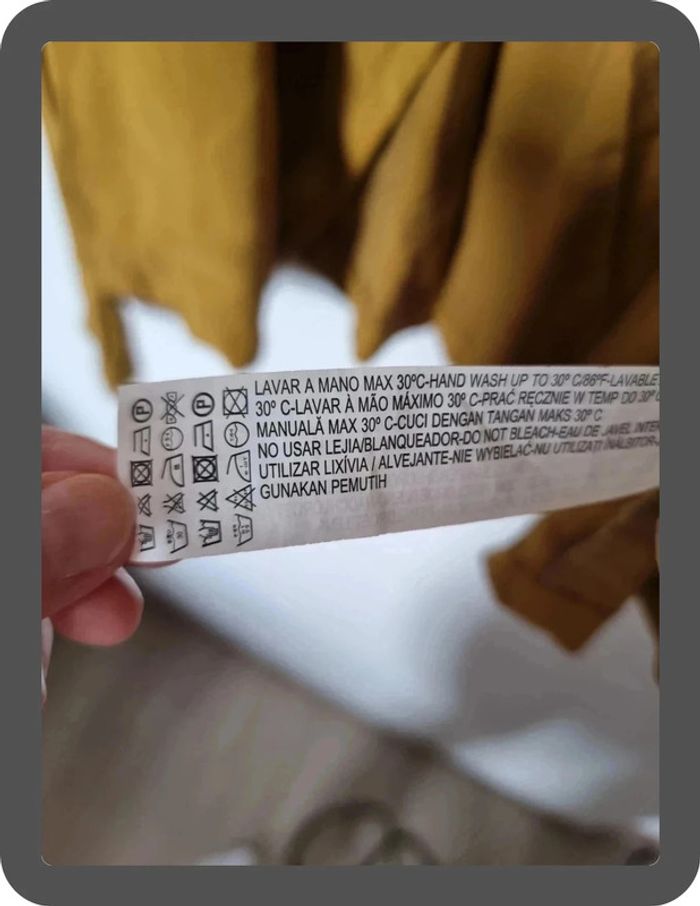 LAVAR A MANO MAX 30ºC-HAND WASH UP TO 30º C/86ºF-LAVABLE
30º C-LAVAR À MÃO MÁXIMO 30º C-PRAĆ RĘCZNIE W TEMP DO 30º
MANUALĂ MAX 30º C-CUCI DENGAN TANGAN MAKS 30º C
NO USAR LEJIA/BLANQUEADOR-DO NOT BLEACH-EAU DE JAVEL INTER
UTILIZAR LIXÍVIA / ALVEJANTE-NIE WYBIELAĆ-NU UTILIZATI INĂLBITOR-
GUNAKAN PEMUTIH